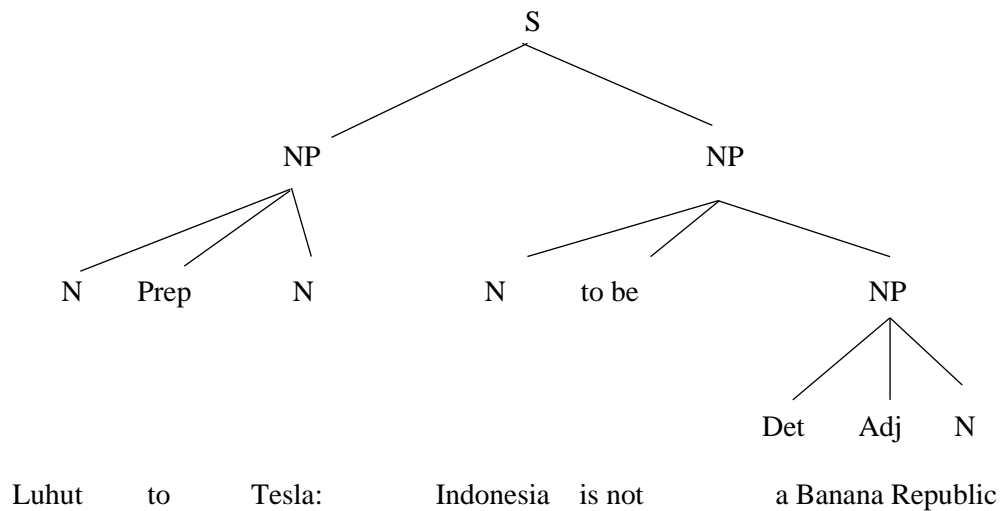 S
NP NP
N Prep N N to be NP
Det Adj N
Luhut to Tesla: Indonesia is not a Banana Republic